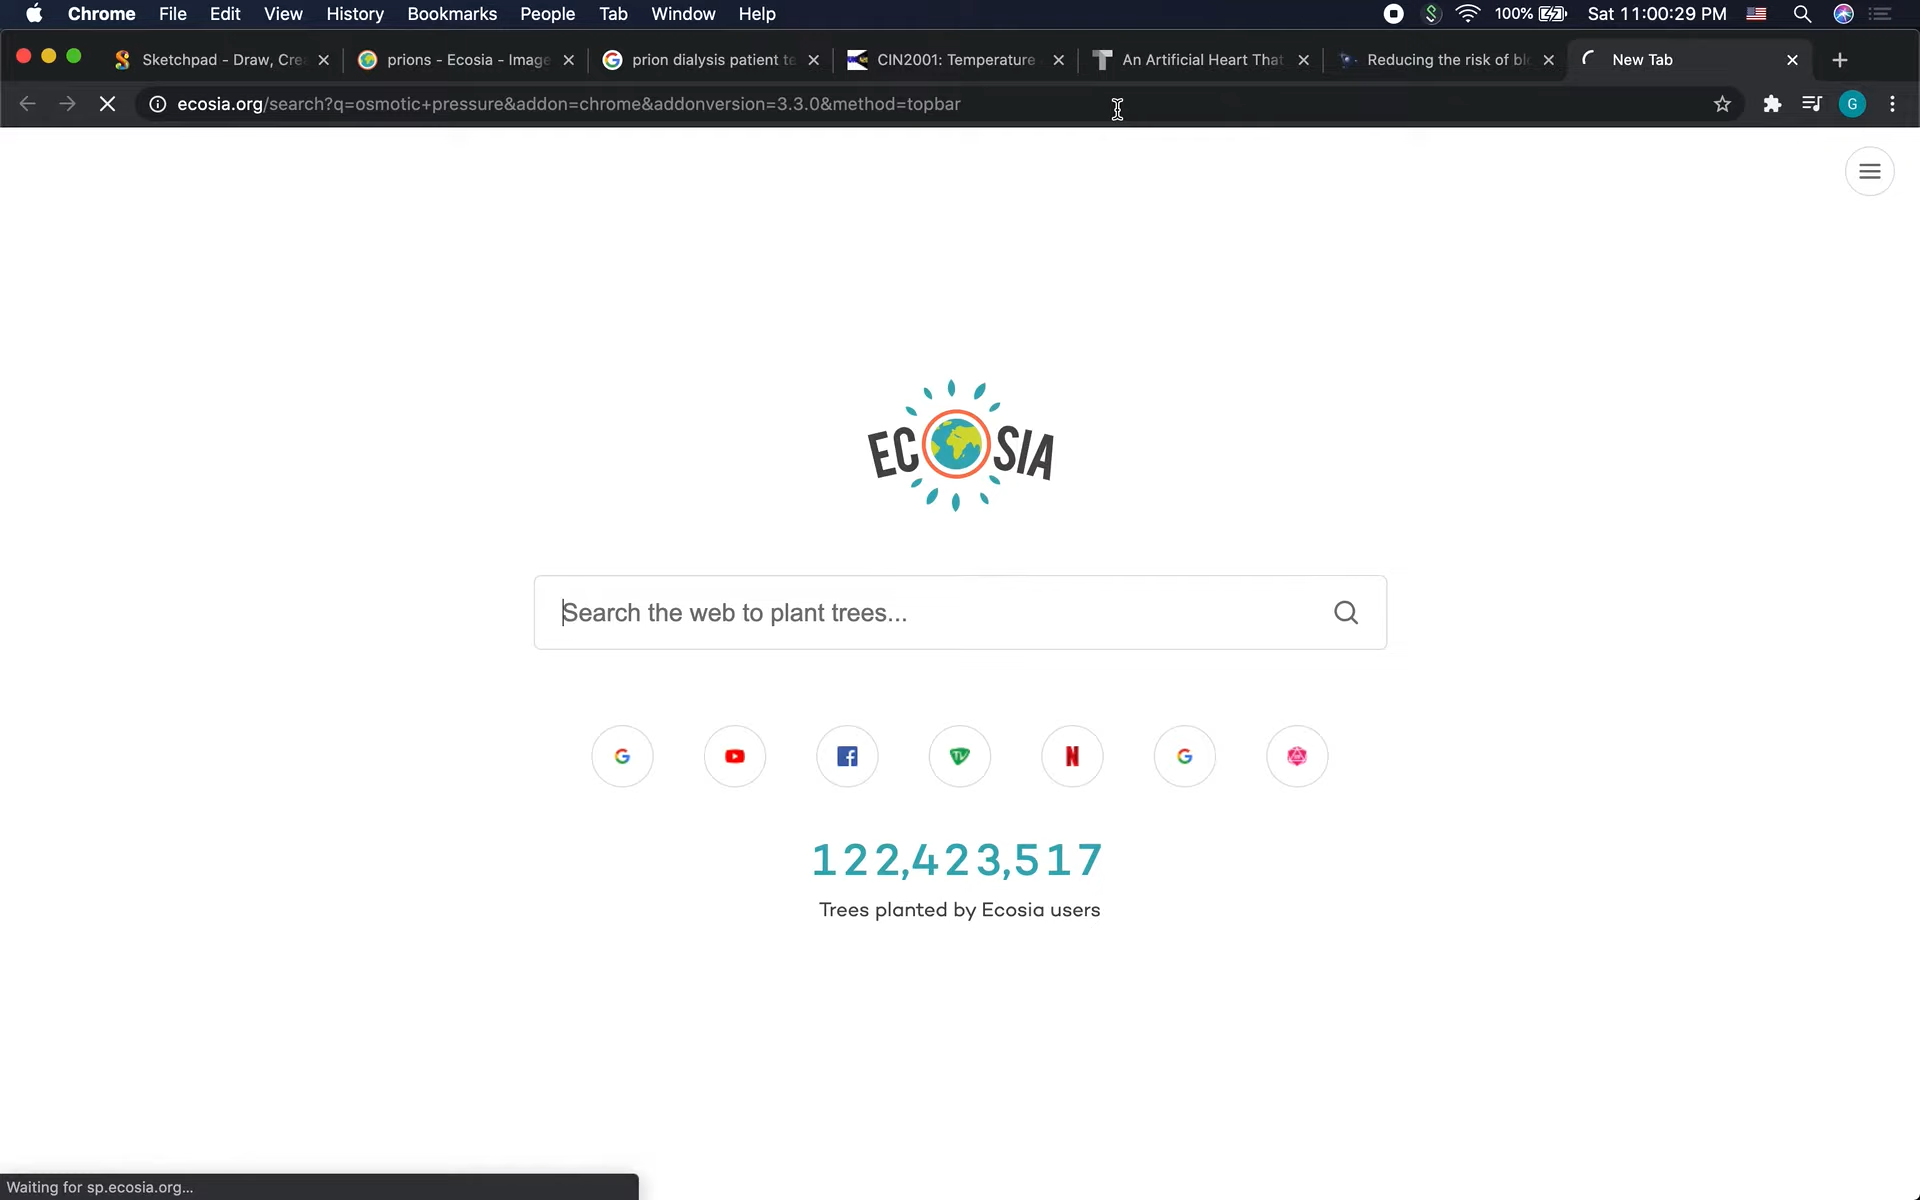 Chrome File Edit View History Bookmarks People Tab Window Help 100% Sat 11:00:29 PM
Sketchpad - Draw, Cre prions - Ecosia - Image prion dialysis patient te CIN2001: Temperature An Artificial Heart That Reducing the risk of bl New Tab
ecosia.org/search?q=osmotic+pressure&addon=chrome&addonversion=3.3.0&method=topbar G
ECOSIA
Search the web to plant trees...
G f TV N G
122,423,517
Trees planted by Ecosia users
Waiting for sp.ecosia.org...